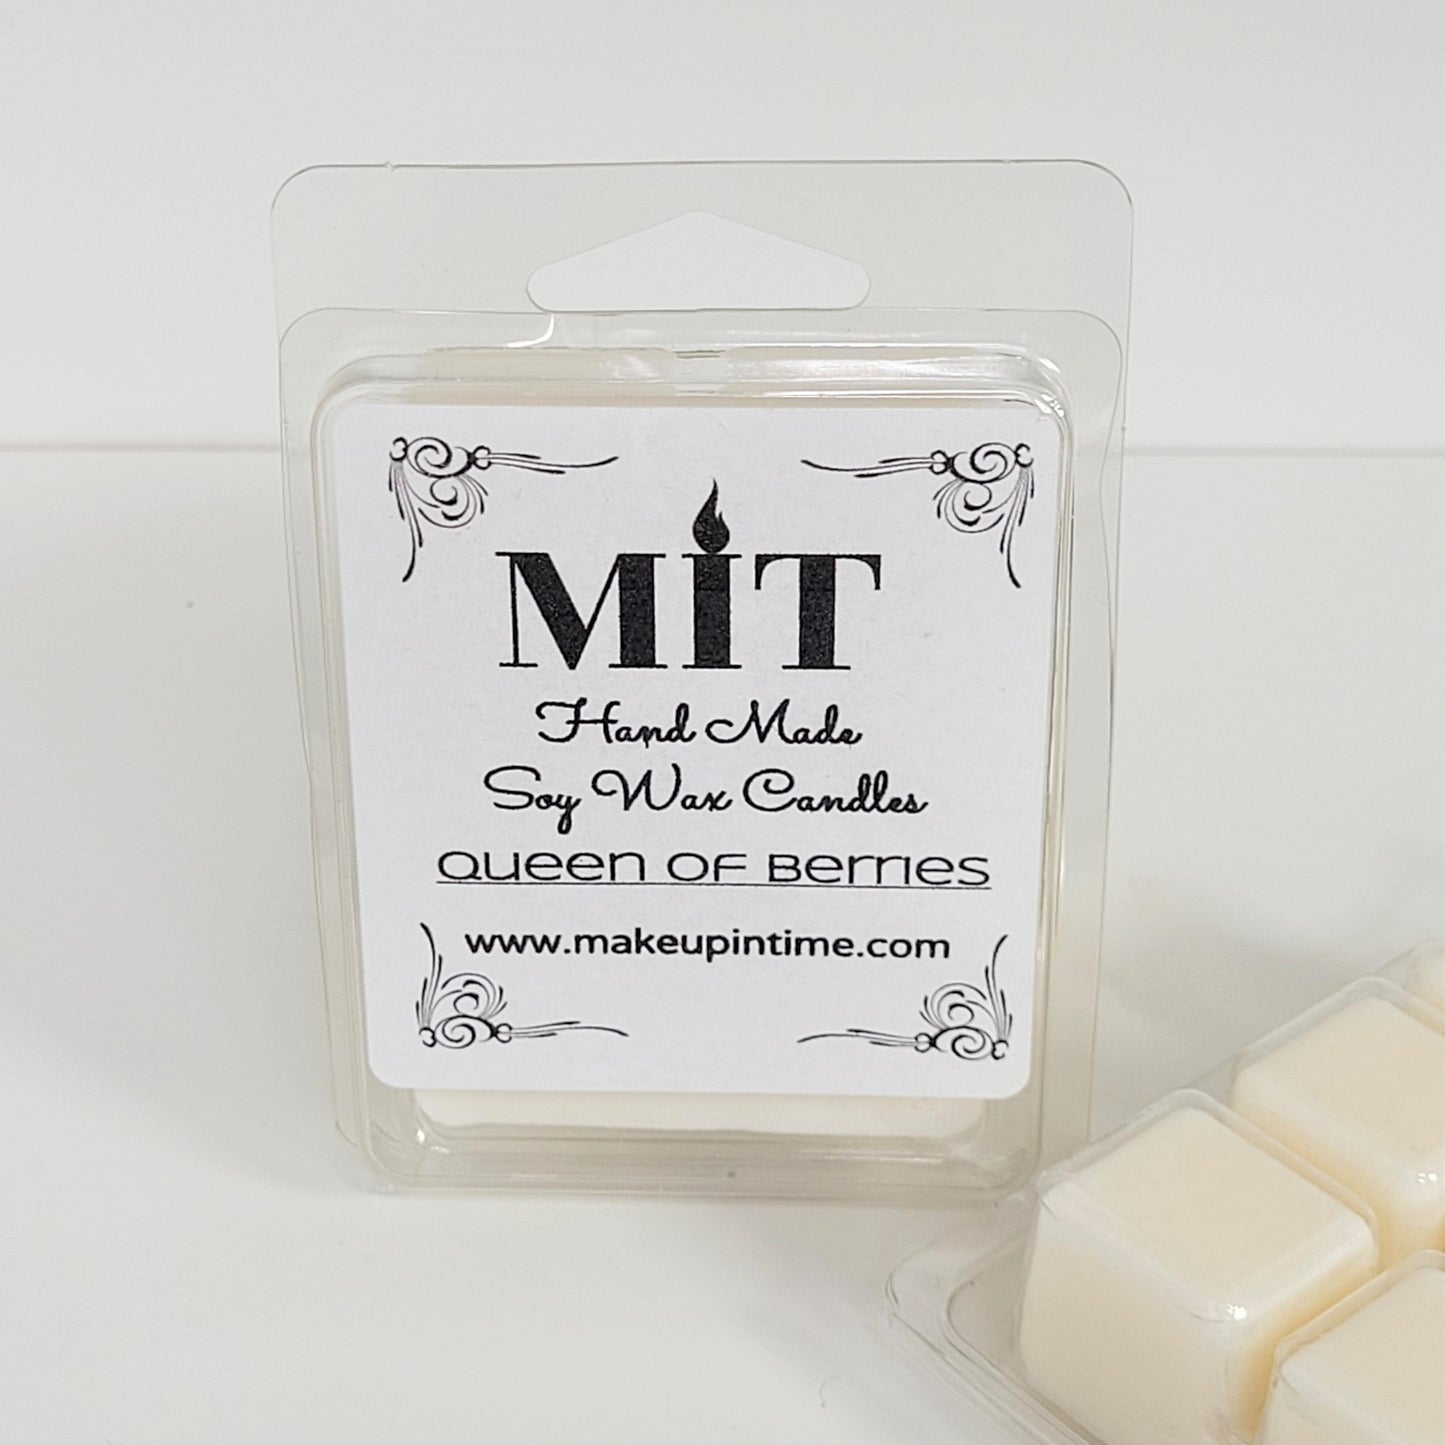 MiT
Hand Made
Soy Wax Candles
Queen of Berries
www.makeupintime.com